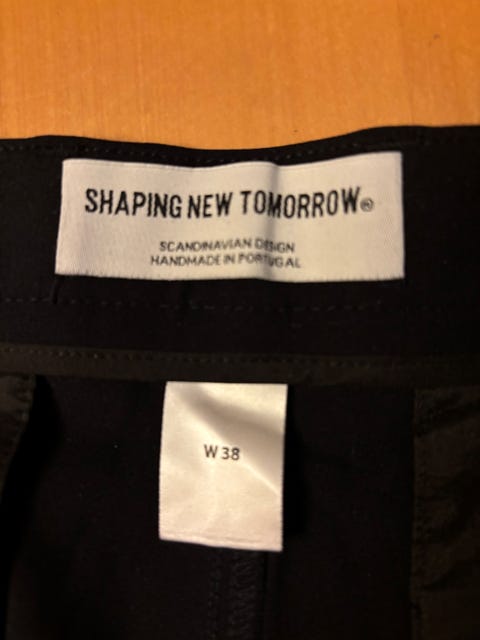 SHAPING NEW TOMORROW®
SCANDINAVIAN DESIGN
HANDMADE IN PORTUGAL
W 38